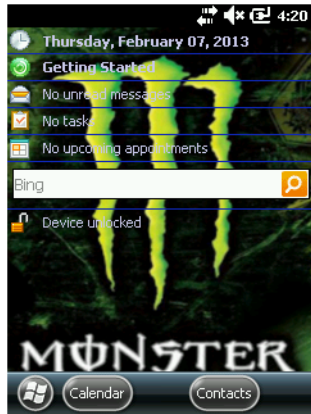 4:20
Thursday, February 07, 2013
Getting Started
No unread messages
No tasks
No upcoming appointments
Bing
Device unlocked
MONSTER
Calendar
Contacts